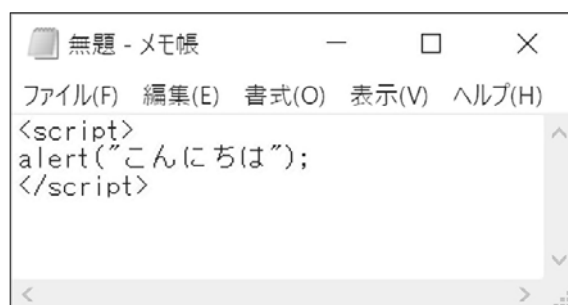 無題 - メモ帳
ファイル(F) 編集(E) 書式(O) 表示(V) ヘルプ(H)
<script>
alert("こんにちは");
</script>